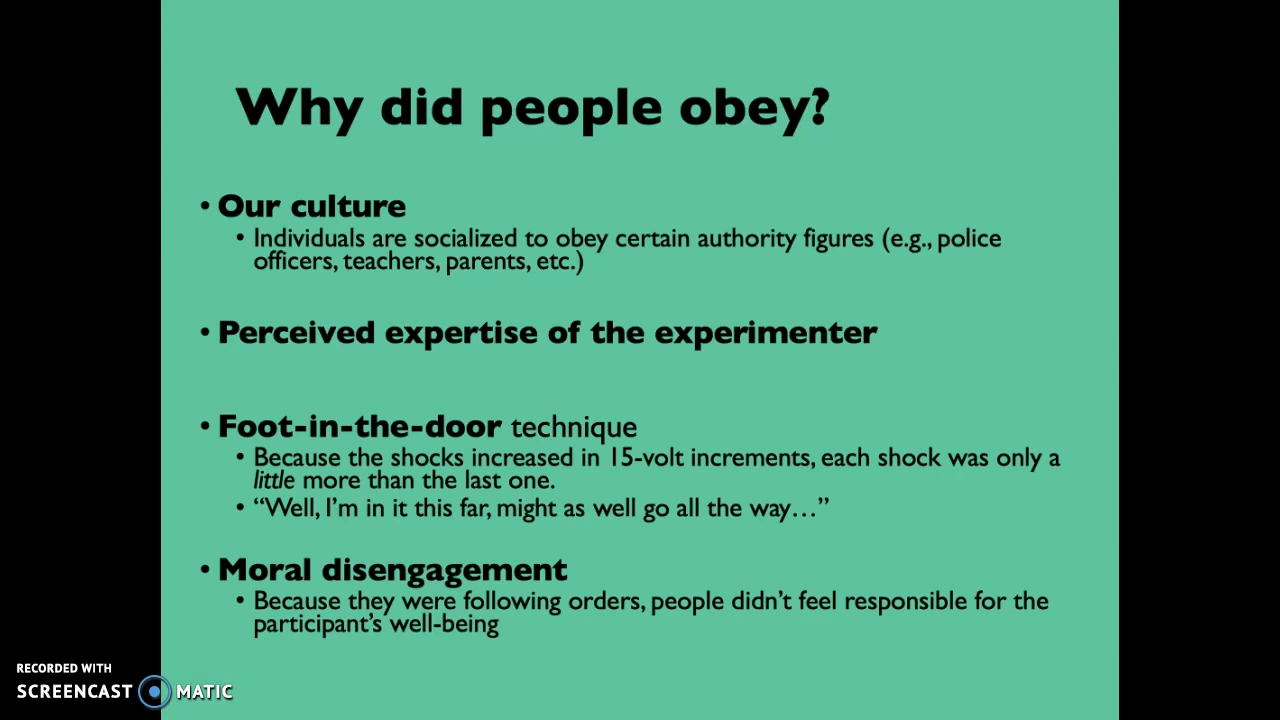 Why did people obey?
• Our culture
• Individuals are socialized to obey certain authority figures (e.g., police
officers, teachers, parents, etc.)
• Perceived expertise of the experimenter
• Foot-in-the-door technique
• Because the shocks increased in 15-volt increments, each shock was only a
little more than the last one.
• “Well, I’m in it this far, might as well go all the way…”
• Moral disengagement
• Because they were following orders, people didn’t feel responsible for the
participant’s well-being
RECORDED WITH
SCREENCAST MATIC